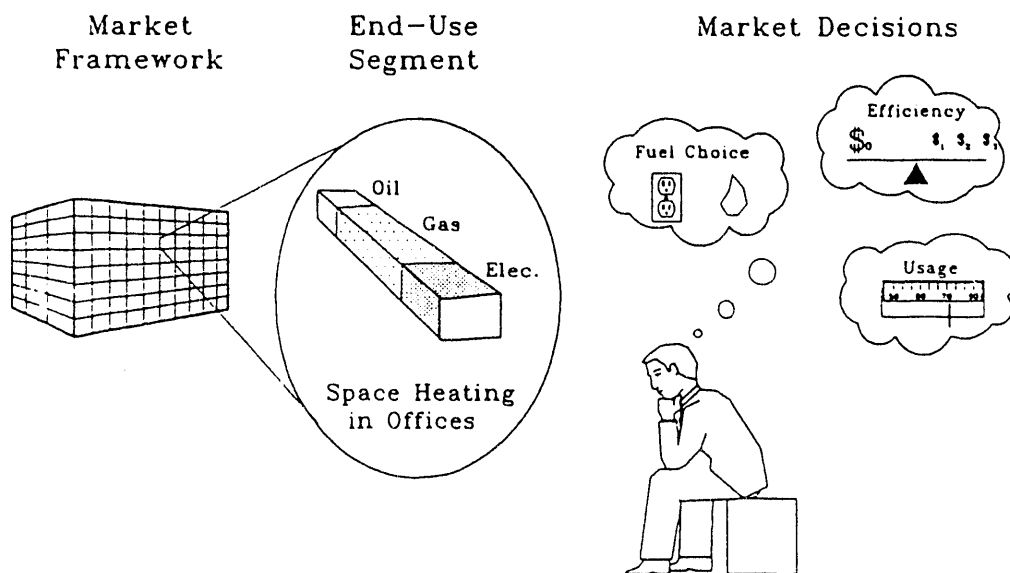 Market
Framework
End-Use
Segment
Market Decisions
Oil
Gas
Elec.
Space Heating
in Offices
Fuel Choice
Efficiency
$₀ $₁ $₂ $₃
Usage
70